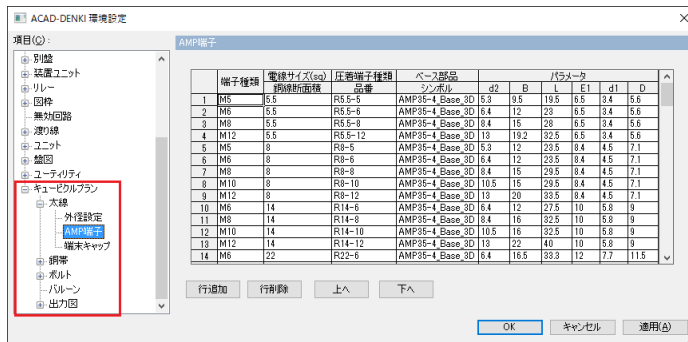 ACAD-DENKI 環境設定
項目(C):
別盤
装置ユニット
リレー
図枠
無効回路
渡り線
ユニット
盤図
ユーティリティ
キュービクルプラン
太線
外径設定
AMP端子
端末キャップ
銅帯
ボルト
バルーン
出力図
AMP端子
端子種類 電線サイズ(sq) 圧着端子種類 ベース部品 パラメータ
銅線断面積 品番 シンボル d2 B L E1 d1 D
1 M5 5.5 R5.5-5 AMP35-4_Base_3D 5.3 9.5 19.5 6.5 3.4 5.6
2 M6 5.5 R5.5-6 AMP35-4_Base_3D 6.4 12 23 6.5 3.4 5.6
3 M8 5.5 R5.5-8 AMP35-4_Base_3D 8.4 15 28 6.5 3.4 5.6
4 M12 5.5 R5.5-12 AMP35-4_Base_3D 13 19.2 32.5 6.5 3.4 5.6
5 M5 8 R8-5 AMP35-4_Base_3D 5.3 12 23.5 8.4 4.5 7.1
6 M6 8 R8-6 AMP35-4_Base_3D 6.4 12 23.5 8.4 4.5 7.1
7 M8 8 R8-8 AMP35-4_Base_3D 8.4 15 29.5 8.4 4.5 7.1
8 M10 8 R8-10 AMP35-4_Base_3D 10.5 15 29.5 8.4 4.5 7.1
9 M12 8 R8-12 AMP35-4_Base_3D 13 20 33.5 8.4 4.5 7.1
10 M6 14 R14-6 AMP35-4_Base_3D 6.4 12 27.5 10 5.8 9
11 M8 14 R14-8 AMP35-4_Base_3D 8.4 16 32.5 10 5.8 9
12 M10 14 R14-10 AMP35-4_Base_3D 10.5 16 32.5 10 5.8 9
13 M12 14 R14-12 AMP35-4_Base_3D 13 22 40 10 5.8 9
14 M6 22 R22-6 AMP35-4_Base_3D 6.4 16.5 33.3 12 7.7 11.5
行追加 行削除 上へ 下へ
OK キャンセル 適用(A)